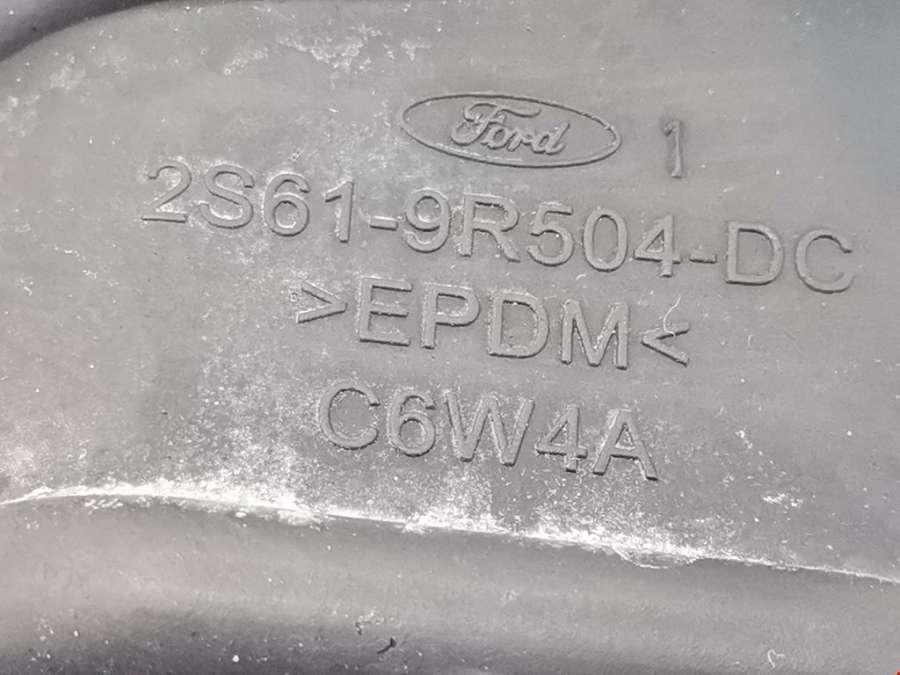 Ford 1
2S61-9R504-DC
>EPDM<
C6W4A